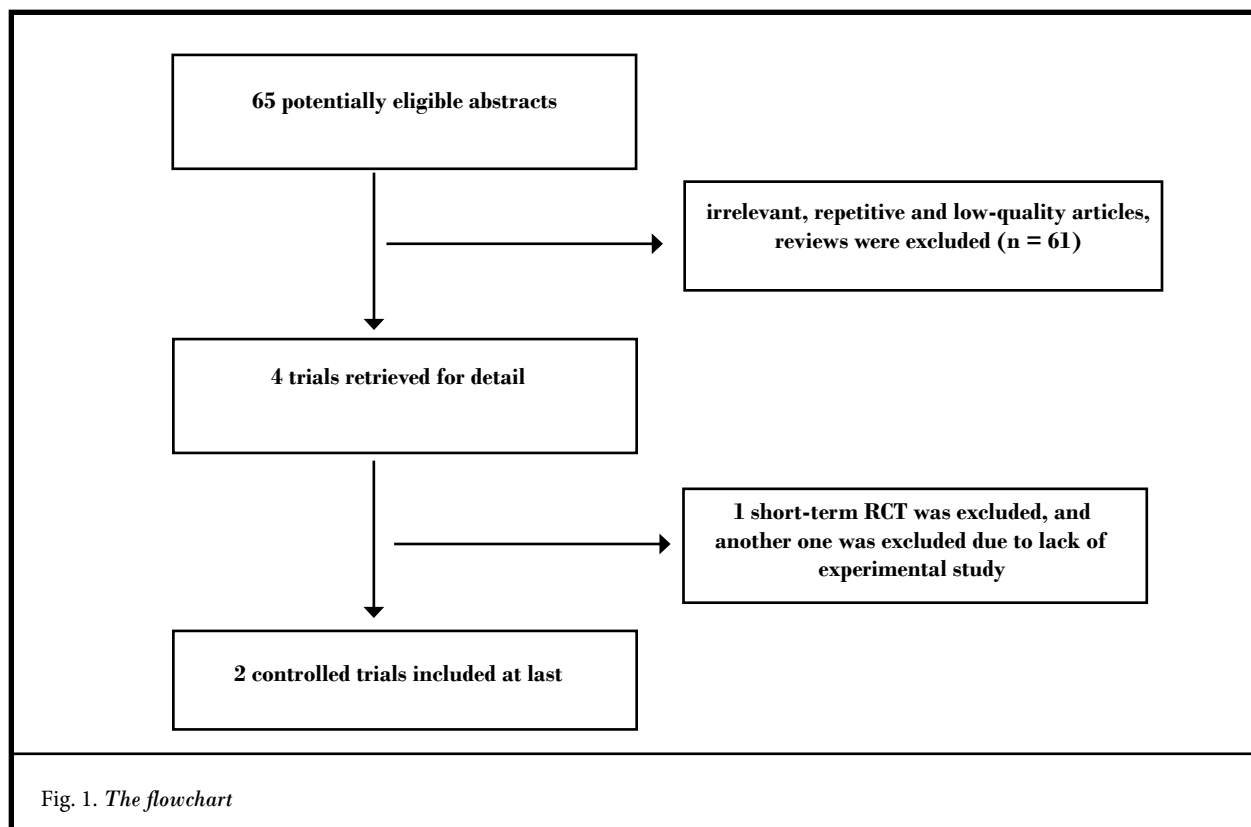 65 potentially eligible abstracts
irrelevant, repetitive and low-quality articles,
reviews were excluded (n = 61)
4 trials retrieved for detail
1 short-term RCT was excluded, and
another one was excluded due to lack of
experimental study
2 controlled trials included at last
Fig. 1. The flowchart